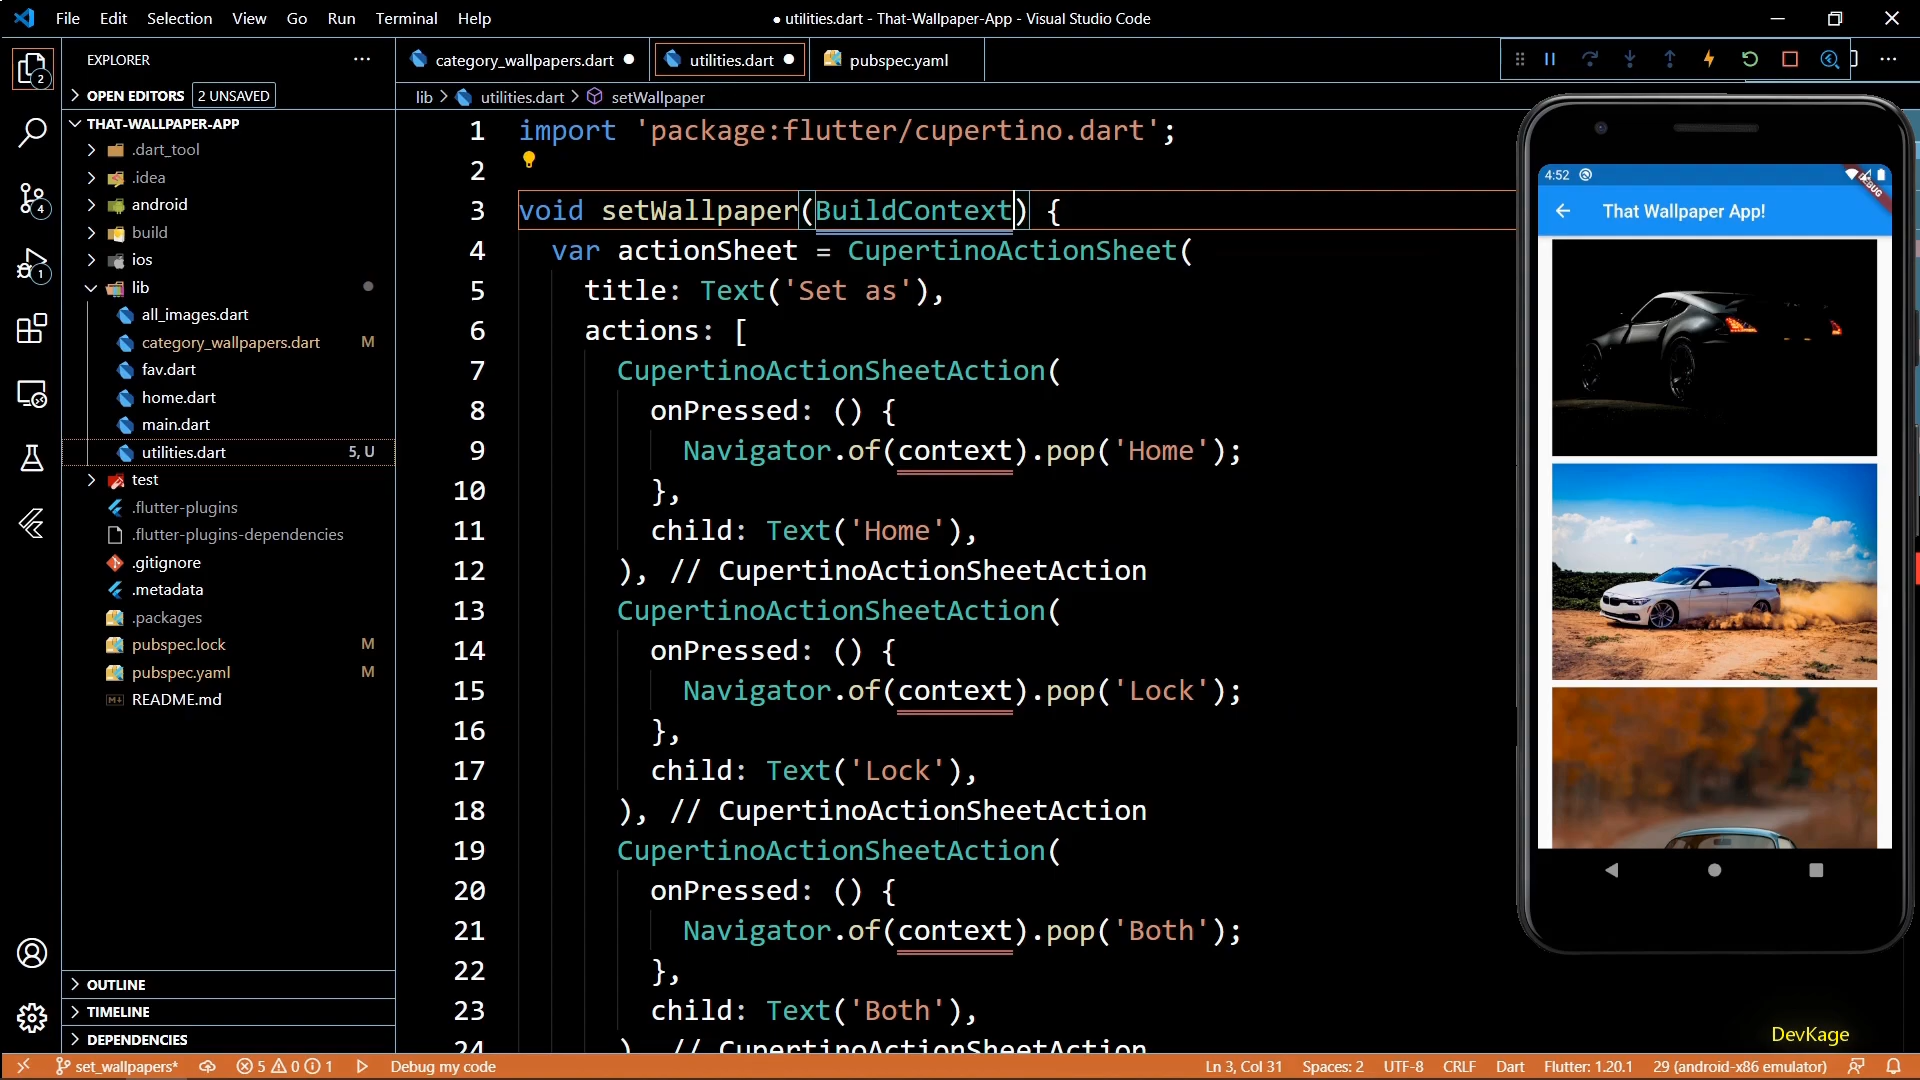 File Edit Selection View Go Run Terminal Help
● utilities.dart - That-Wallpaper-App - Visual Studio Code
EXPLORER
OPEN EDITORS 2 UNSAVED
THAT-WALLPAPER-APP
.dart_tool
.idea
android
build
ios
lib
all_images.dart
category_wallpapers.dart M
fav.dart
home.dart
main.dart
utilities.dart 5, U
test
.flutter-plugins
.flutter-plugins-dependencies
.gitignore
.metadata
.packages
pubspec.lock M
pubspec.yaml M
README.md
OUTLINE
TIMELINE
DEPENDENCIES
2
4
1
category_wallpapers.dart utilities.dart pubspec.yaml
lib > utilities.dart > setWallpaper
1 import 'package:flutter/cupertino.dart';
2
3 void setWallpaper(BuildContext) {
4 var actionSheet = CupertinoActionSheet(
5 title: Text('Set as'),
6 actions: [
7 CupertinoActionSheetAction(
8 onPressed: () {
9 Navigator.of(context).pop('Home');
10 },
11 child: Text('Home'),
12 ), // CupertinoActionSheetAction
13 CupertinoActionSheetAction(
14 onPressed: () {
15 Navigator.of(context).pop('Lock');
16 },
17 child: Text('Lock'),
18 ), // CupertinoActionSheetAction
19 CupertinoActionSheetAction(
20 onPressed: () {
21 Navigator.of(context).pop('Both');
22 },
23 child: Text('Both'),
24 ), // CupertinoActionSheetAction
4:52
DEBUG
That Wallpaper App!
DevKage
set_wallpapers* 5 0 1 Debug my code Ln 3, Col 31 Spaces: 2 UTF-8 CRLF Dart Flutter: 1.20.1 29 (android-x86 emulator)